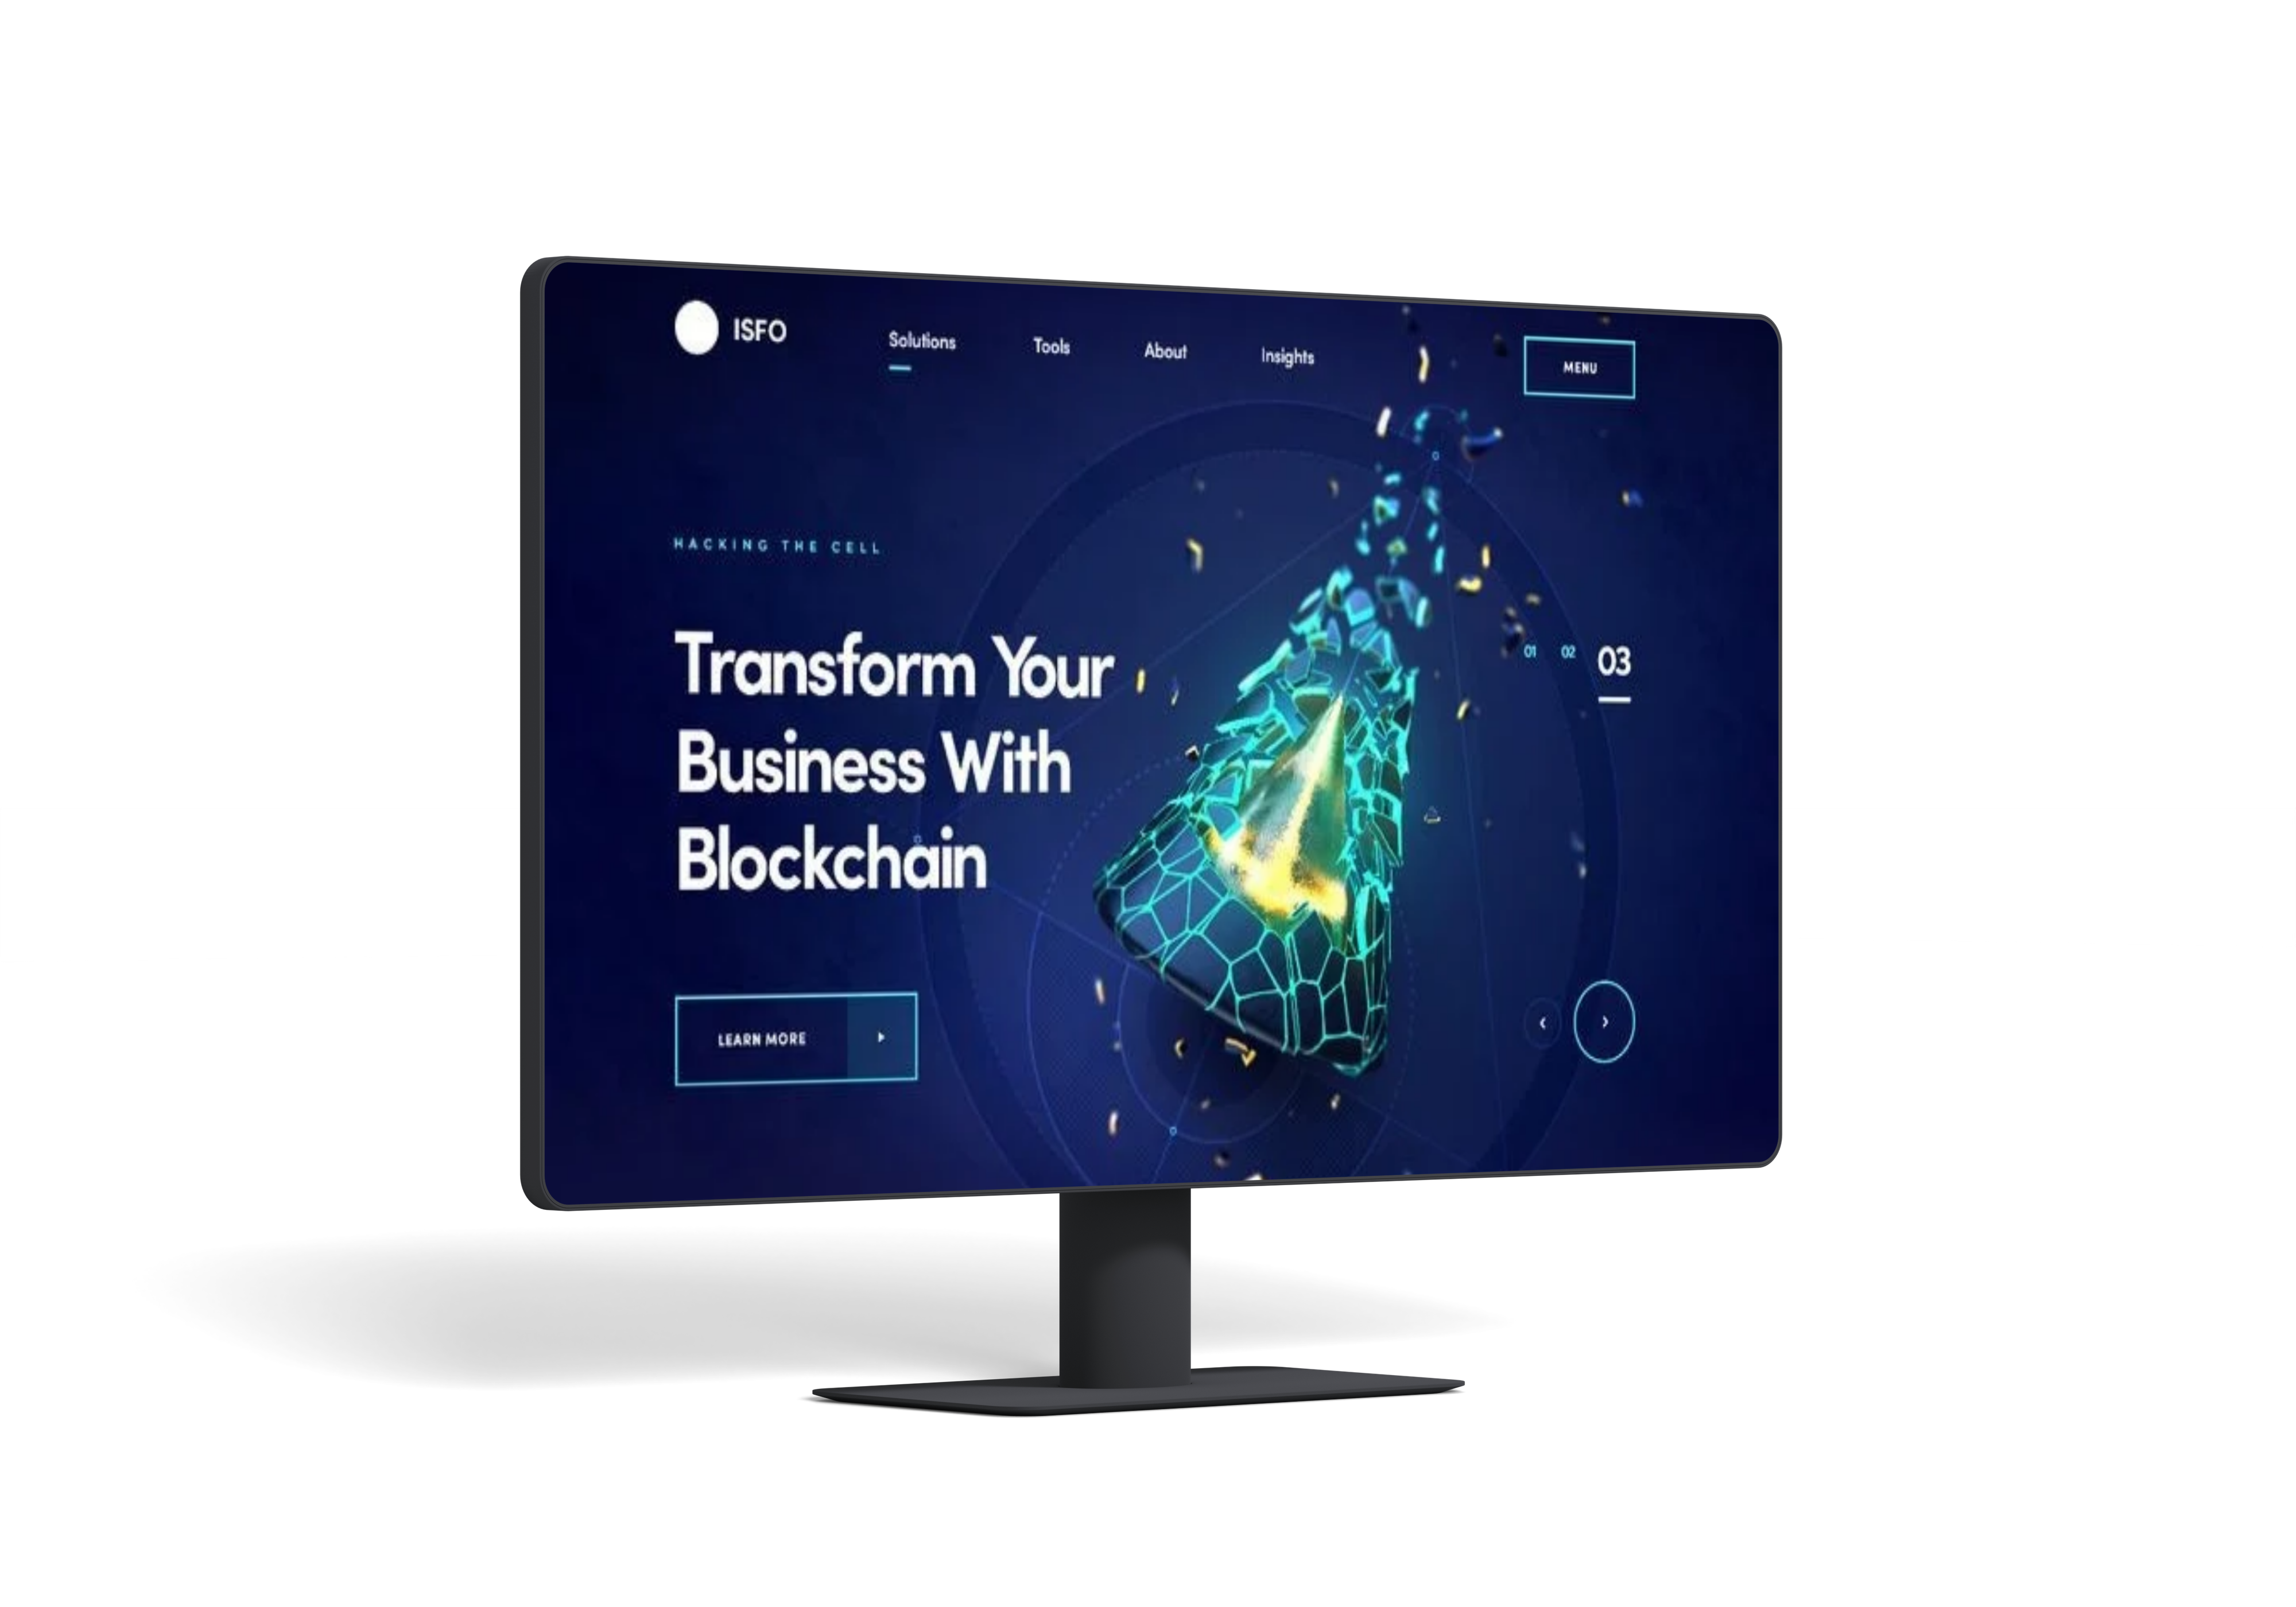 ISFO
Solutions
Tools
About
Insights
MENU
HACKING THE CELL
Transform Your
Business With
Blockchain
01 02 03
LEARN MORE